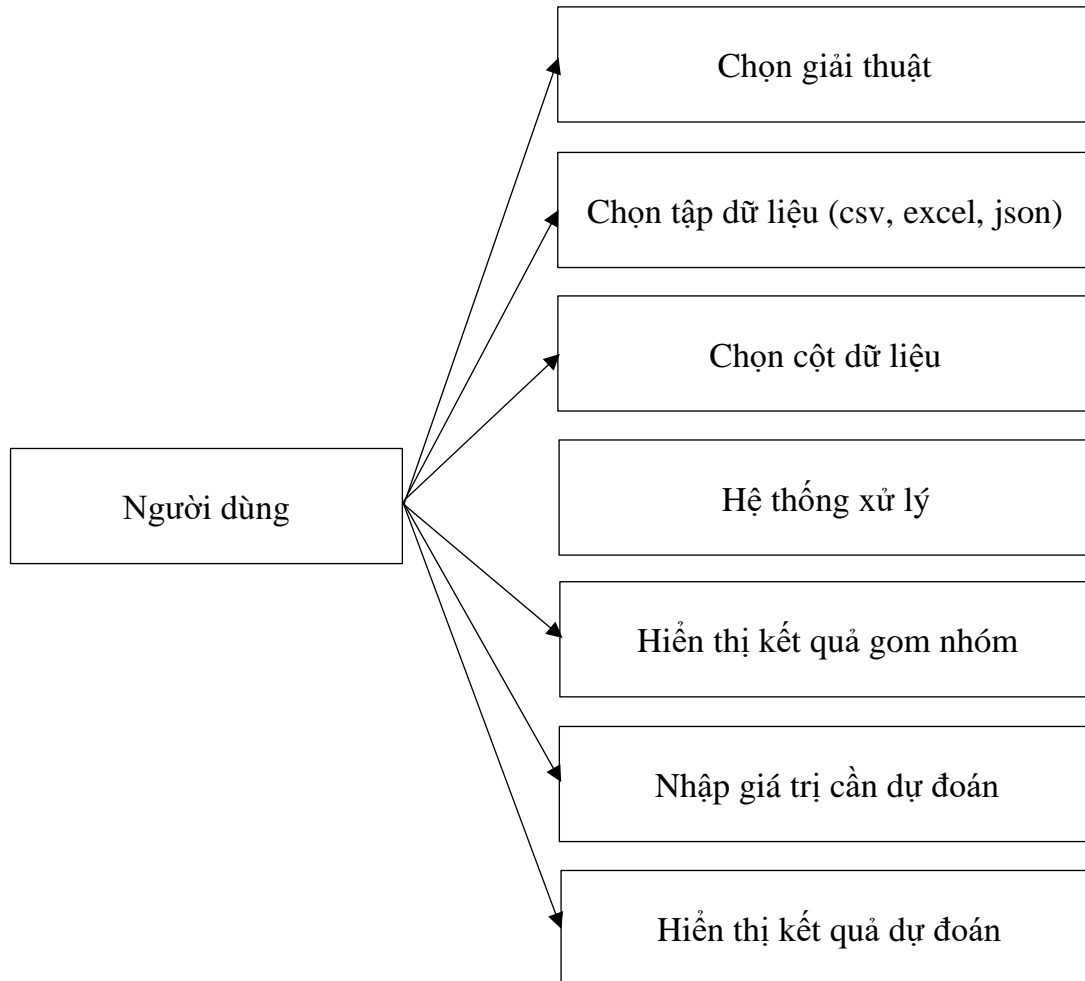 Chọn giải thuật
Chọn tập dữ liệu (csv, excel, json)
Chọn cột dữ liệu
Người dùng
Hệ thống xử lý
Hiển thị kết quả gom nhóm
Nhập giá trị cần dự đoán
Hiển thị kết quả dự đoán